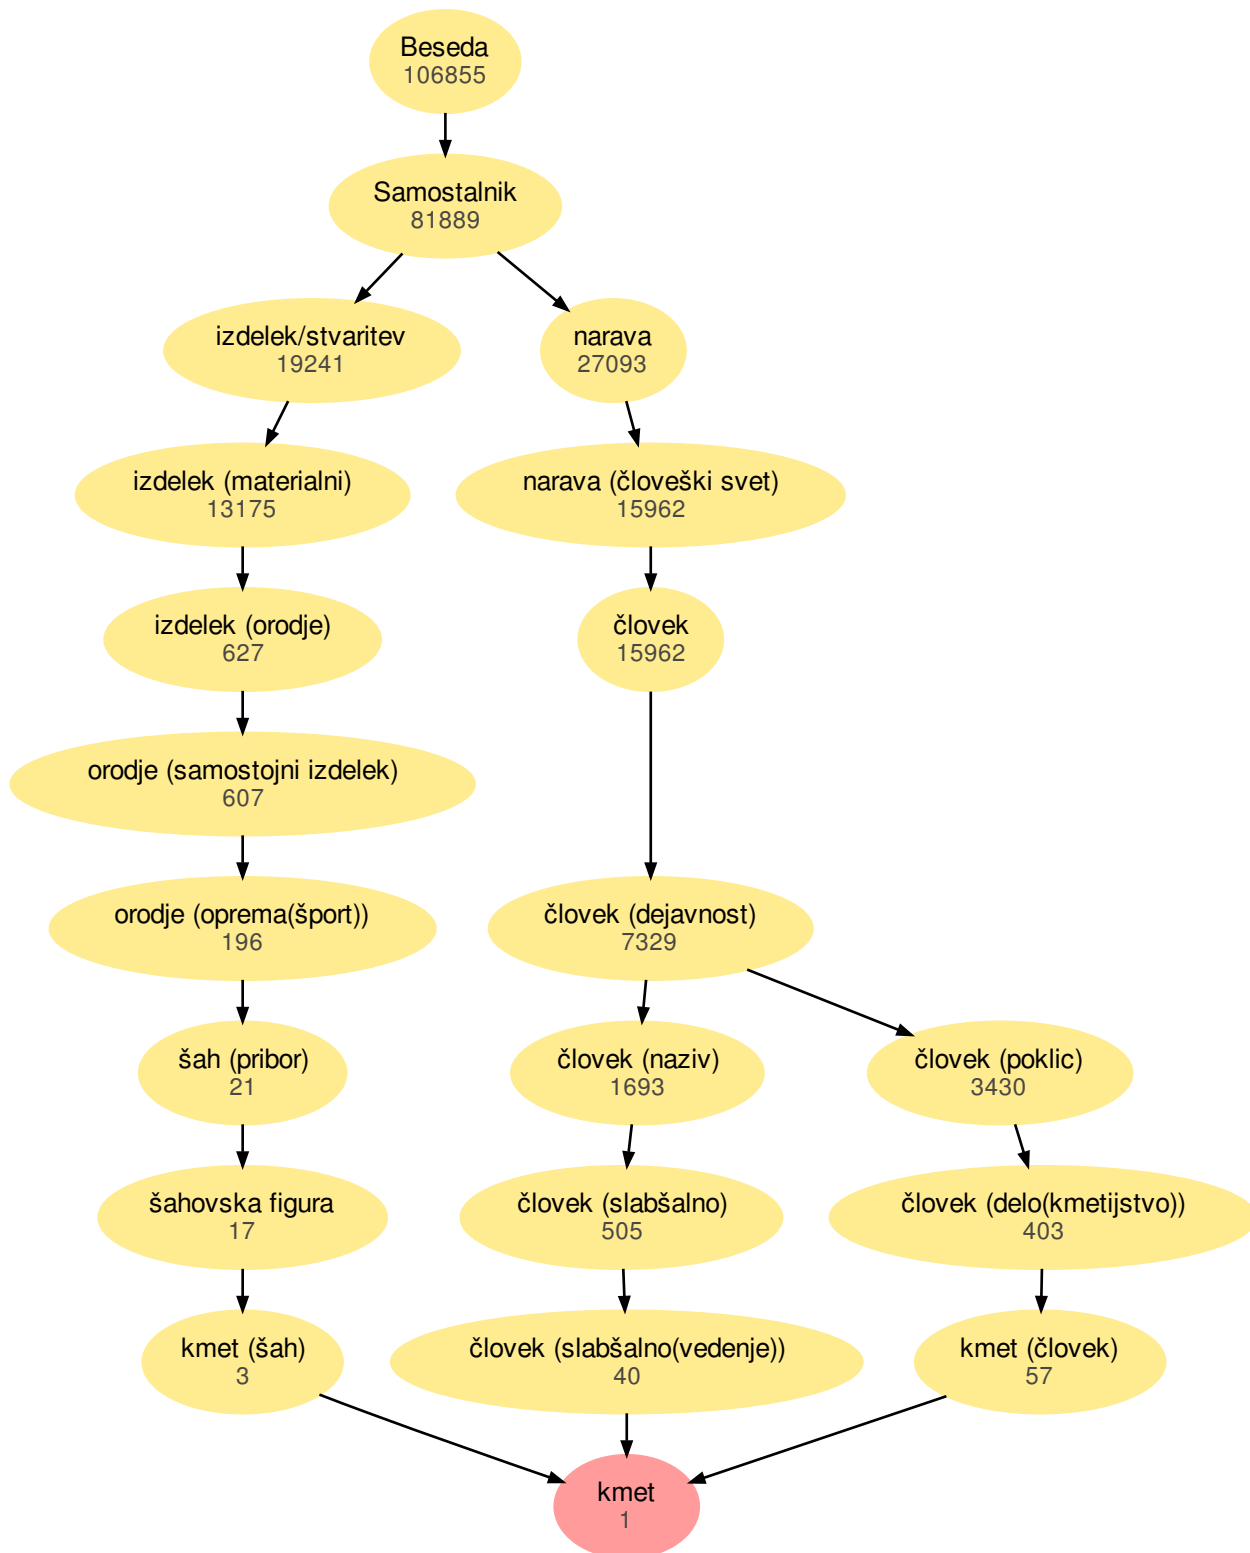 Beseda
106855
Samostalnik
81889
izdelek/stvaritev
19241
narava
27093
izdelek (materialni)
13175
narava (človeški svet)
15962
izdelek (orodje)
627
človek
15962
orodje (samostojni izdelek)
607
orodje (oprema(šport))
196
človek (dejavnost)
7329
šah (pribor)
21
človek (naziv)
1693
človek (poklic)
3430
šahovska figura
17
človek (slabšalno)
505
človek (delo(kmetijstvo))
403
kmet (šah)
3
človek (slabšalno(vedenje))
40
kmet (človek)
57
kmet
1